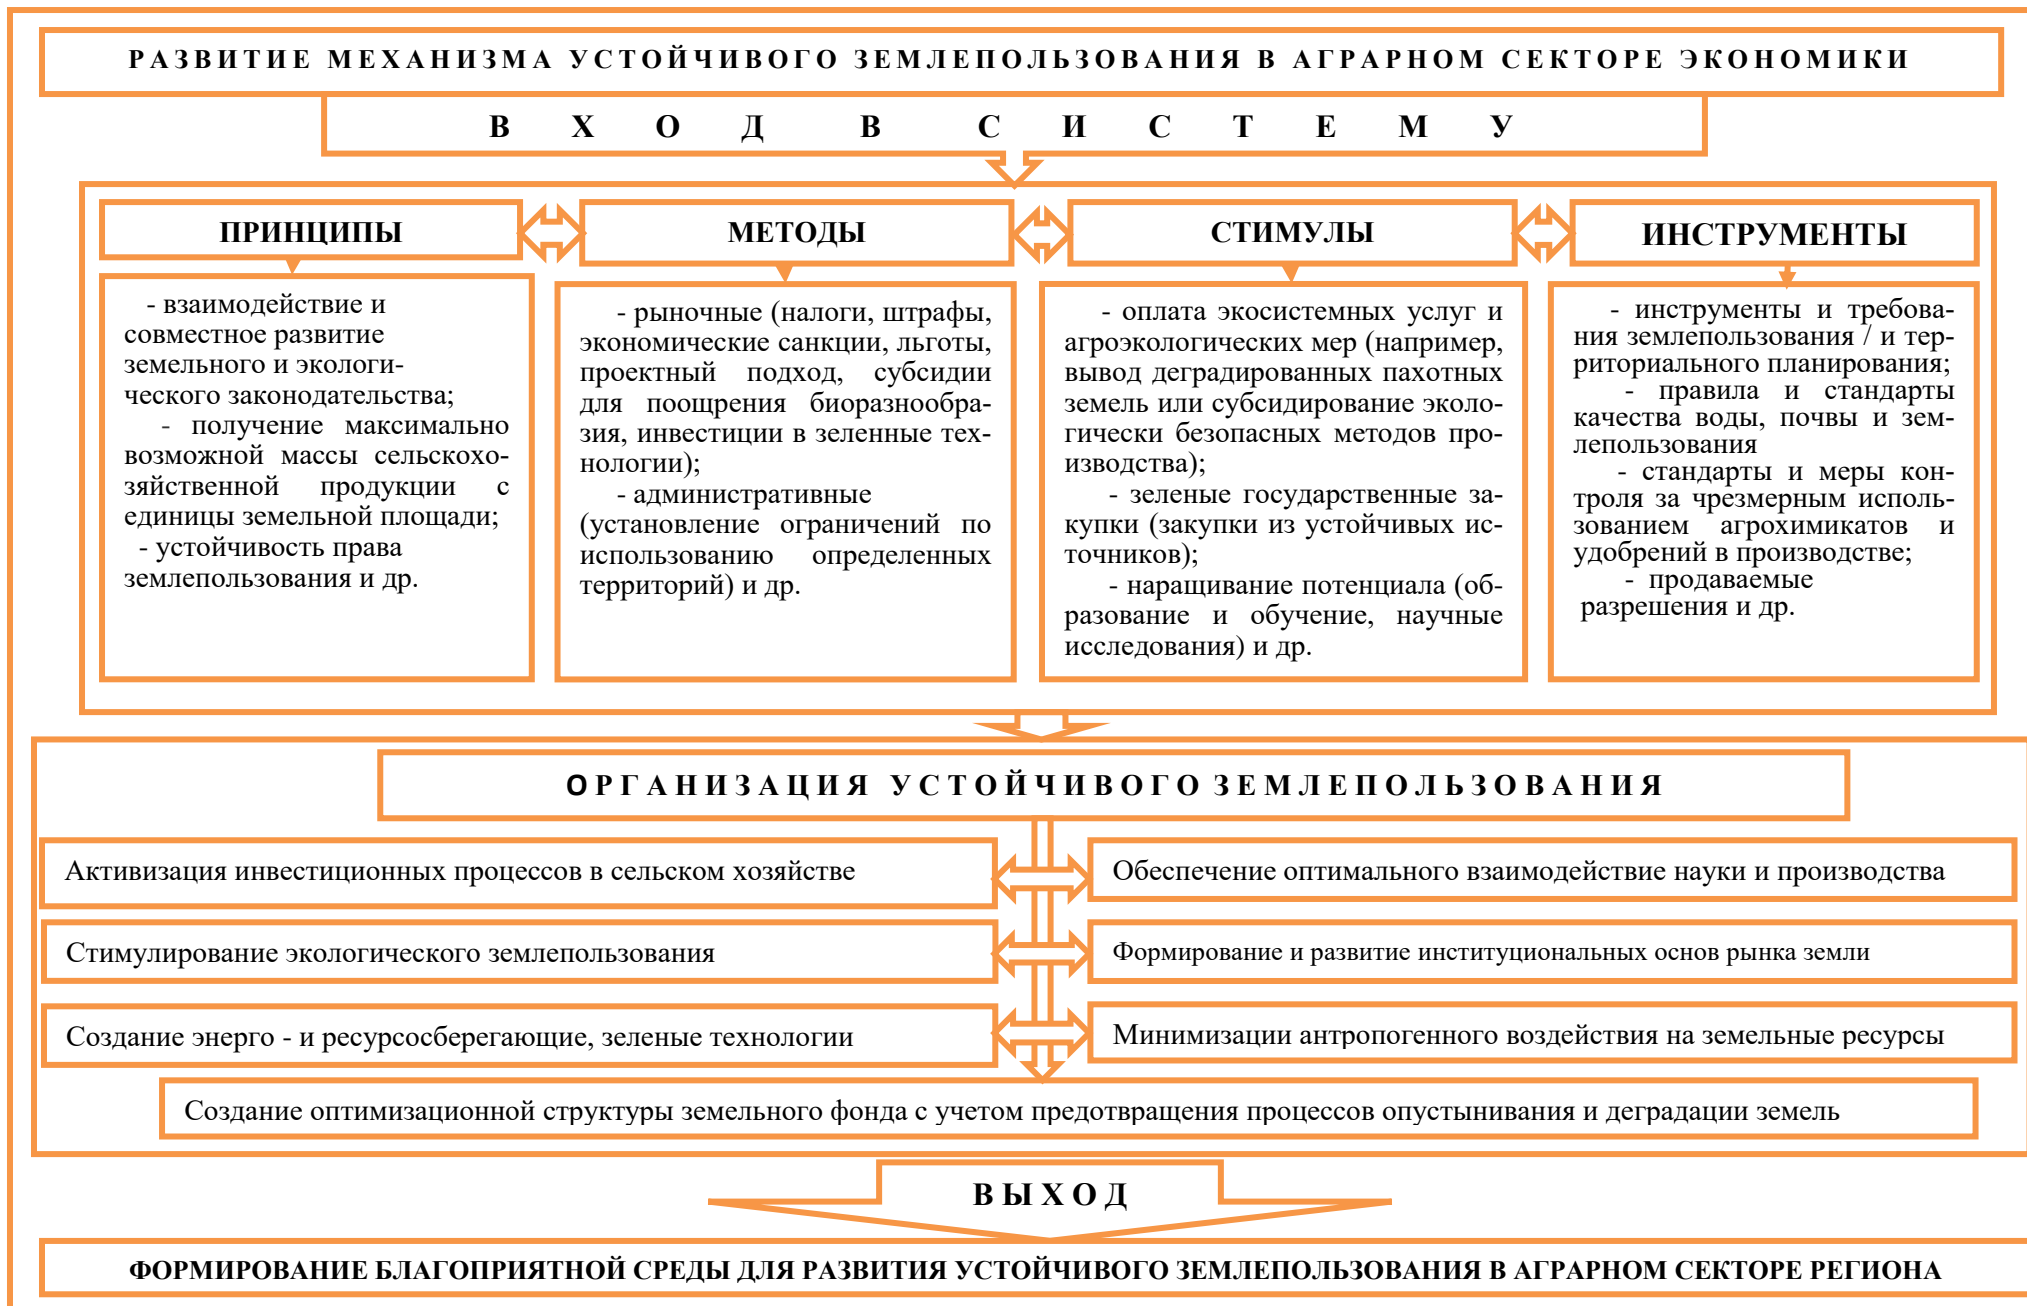 РАЗВИТИЕ МЕХАНИЗМА УСТОЙЧИВОГО ЗЕМЛЕПОЛЬЗОВАНИЯ В АГРАРНОМ СЕКТОРЕ ЭКОНОМИКИ
ВХОД В СИСТЕМУ
ПРИНЦИПЫ
- взаимодействие и
совместное развитие
земельного и экологи-
ческого законодательства;
- получение максимально
возможной массы сельскохо-
зяйственной продукции с
единицы земельной площади;
- устойчивость права
землепользования и др.
МЕТОДЫ
- рыночные (налоги, штрафы,
экономические санкции, льготы,
проектный подход, субсидии
для поощрения биоразнообра-
зия, инвестиции в зеленные тех-
нологии);
- административные
(установление ограничений по
использованию определенных
территорий) и др.
СТИМУЛЫ
- оплата экосистемных услуг и
агроэкологических мер (например,
вывод деградированных пахотных
земель или субсидирование эколо-
гически безопасных методов про-
изводства);
- зеленые государственные за-
купки (закупки из устойчивых ис-
точников);
- наращивание потенциала (об-
разование и обучение, научные
исследования) и др.
ИНСТРУМЕНТЫ
- инструменты и требова-
ния землепользования / и тер-
риториального планирования;
- правила и стандарты
качества воды, почвы и зем-
лепользования
- стандарты и меры кон-
троля за чрезмерным исполь-
зованием агрохимикатов и
удобрений в производстве;
- продаваемые
разрешения и др.
ОРГАНИЗАЦИЯ УСТОЙЧИВОГО ЗЕМЛЕПОЛЬЗОВАНИЯ
Активизация инвестиционных процессов в сельском хозяйстве
Обеспечение оптимального взаимодействие науки и производства
Стимулирование экологического землепользования
Формирование и развитие институциональных основ рынка земли
Создание энерго - и ресурсосберегающие, зеленые технологии
Минимизации антропогенного воздействия на земельные ресурсы
Создание оптимизационной структуры земельного фонда с учетом предотвращения процессов опустынивания и деградации земель
ВЫХОД
ФОРМИРОВАНИЕ БЛАГОПРИЯТНОЙ СРЕДЫ ДЛЯ РАЗВИТИЯ УСТОЙЧИВОГО ЗЕМЛЕПОЛЬЗОВАНИЯ В АГРАРНОМ СЕКТОРЕ РЕГИОНА